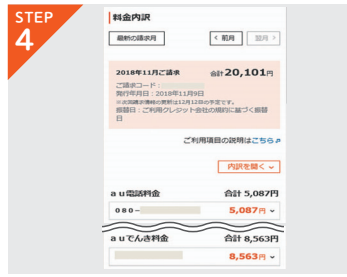 STEP
4
料金内訳
最新の請求月
< 前月
翌月 >
2018年11月ご請求 合計20,101円
ご請求コード:
発行年月日:2018年11月9日
※次回請求情報の更新は12月12日の予定です。
振替日:ご利用クレジット会社の規約に基づく振替
日
ご利用項目の説明はこちら
内訳を開く
au電話料金 合計 5,087円
080-
5,087円
auでんき料金 合計 8,563円
8,563円